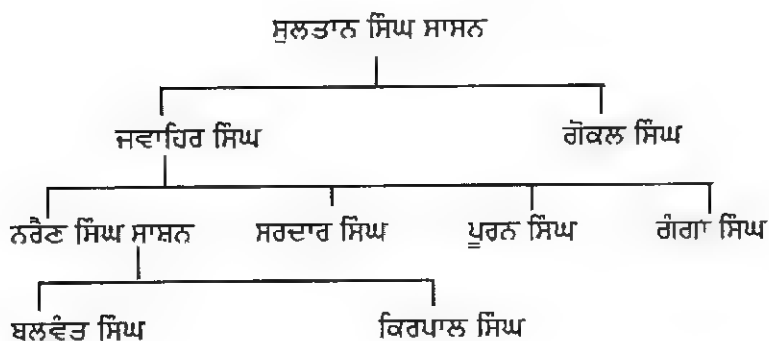 ਸੁਲਤਾਨ ਸਿੰਘ ਸਾਸਨ
ਜਵਾਹਿਰ ਸਿੰਘ ਗੋਕਲ ਸਿੰਘ
ਨਰੈਣ ਸਿੰਘ ਸਾਸ਼ਨ ਸਰਦਾਰ ਸਿੰਘ ਪੂਰਨ ਸਿੰਘ ਗੰਗਾ ਸਿੰਘ
ਬਲਵੰਤ ਸਿੰਘ ਕਿਰਪਾਲ ਸਿੰਘ